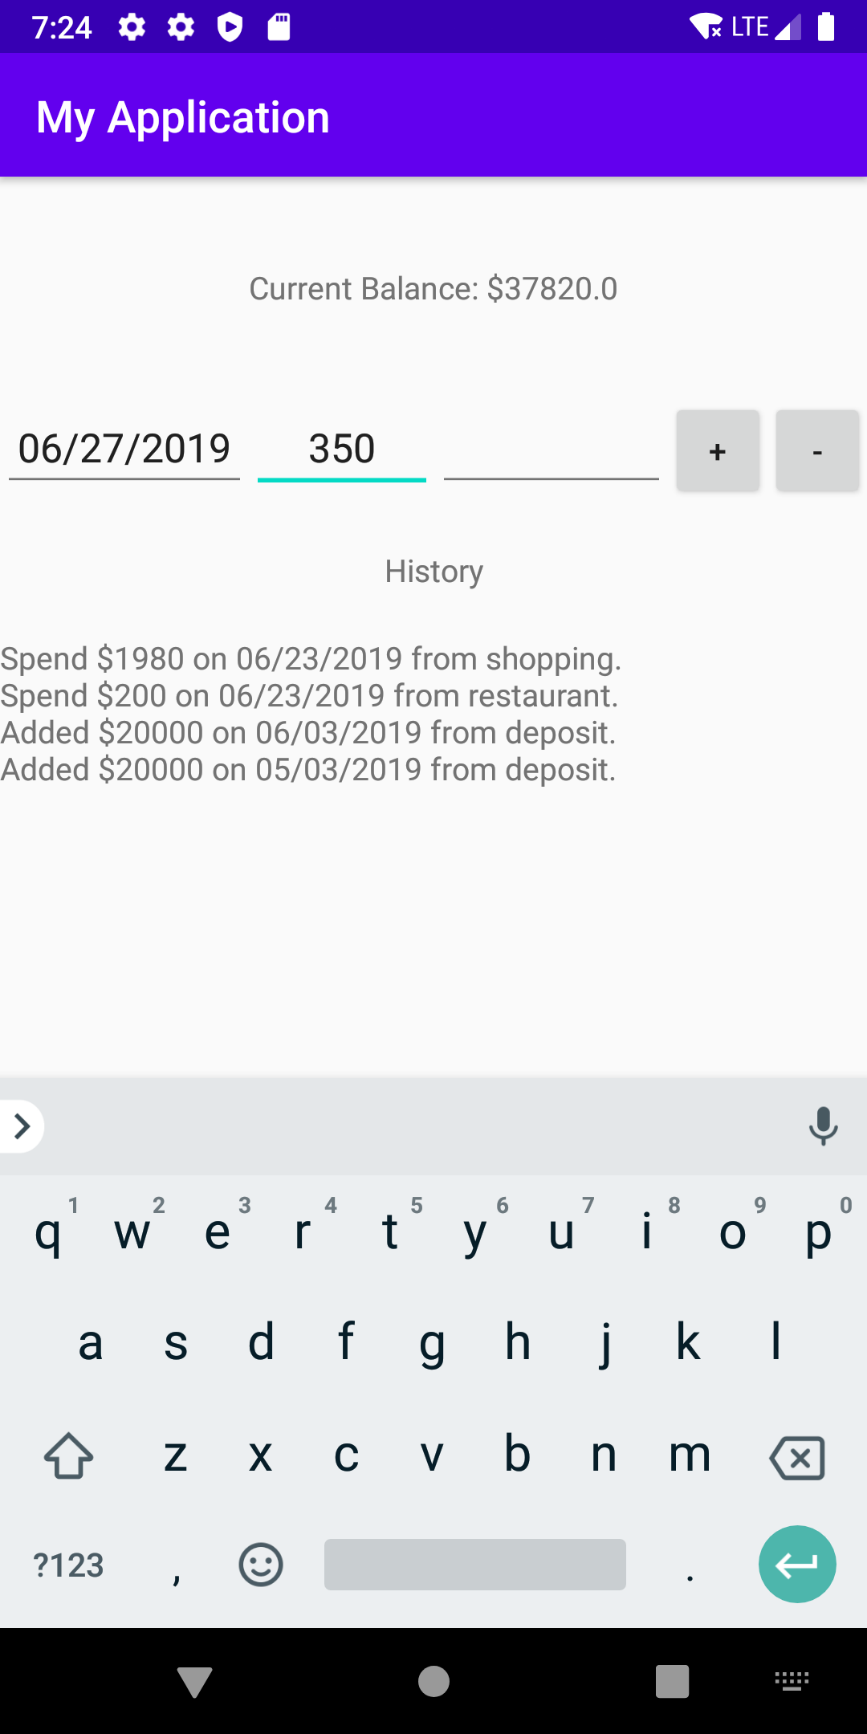 7:24 LTE
My Application
Current Balance: $37820.0
06/27/2019 350 + -
History
Spend $1980 on 06/23/2019 from shopping.
Spend $200 on 06/23/2019 from restaurant.
Added $20000 on 06/03/2019 from deposit.
Added $20000 on 05/03/2019 from deposit.
1 2 3 4 5 6 7 8 9 0
q w e r t y u i o p
a s d f g h j k l
z x c v b n m
?123 , .